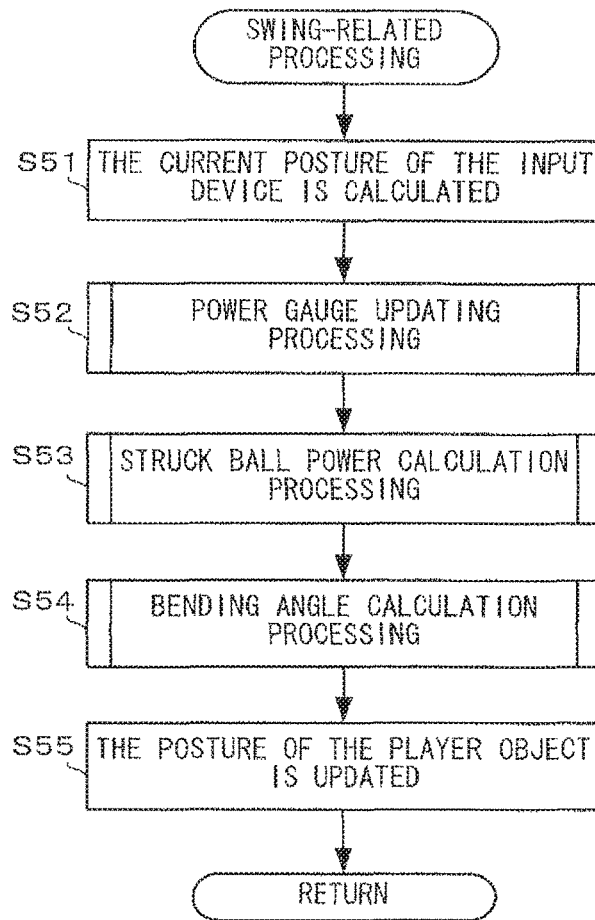 SWING-RELATED
PROCESSING
S51
THE CURRENT POSTURE OF THE INPUT
DEVICE IS CALCULATED
S52
POWER GAUGE UPDATING
PROCESSING
S53
STRUCK BALL POWER CALCULATION
PROCESSING
S54
BENDING ANGLE CALCULATION
PROCESSING
S55
THE POSTURE OF THE PLAYER OBJECT
IS UPDATED
RETURN